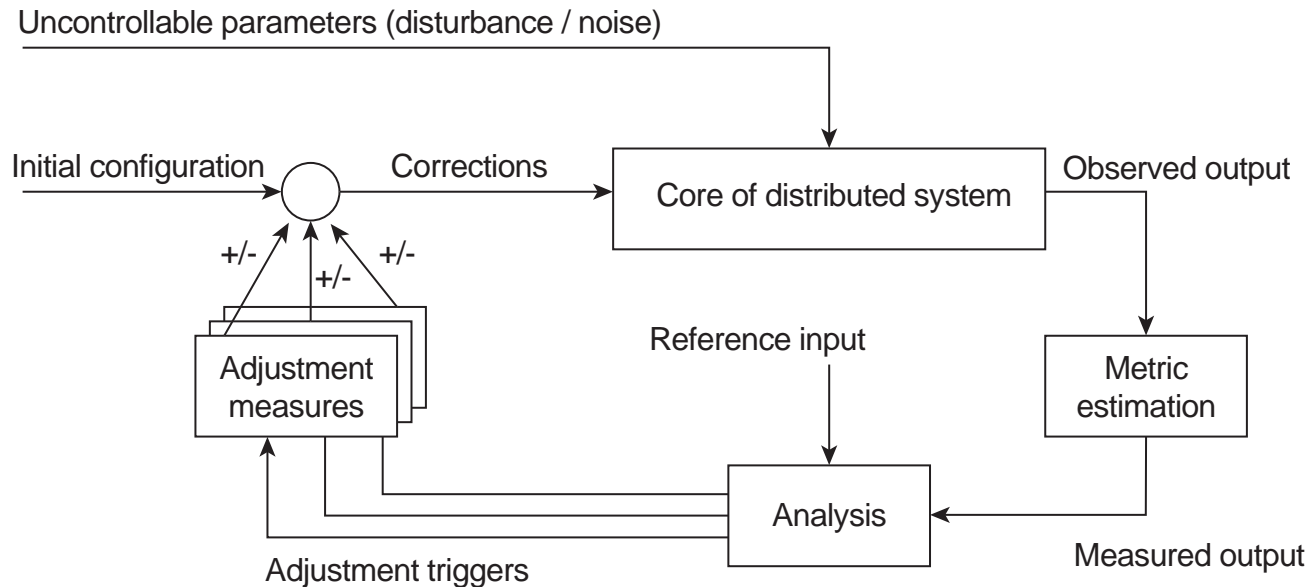 Uncontrollable parameters (disturbance / noise)
Initial configuration
Corrections
Core of distributed system
Observed output
+/-
+/-
+/-
Reference input
Adjustment
measures
Metric
estimation
Analysis
Adjustment triggers
Measured output